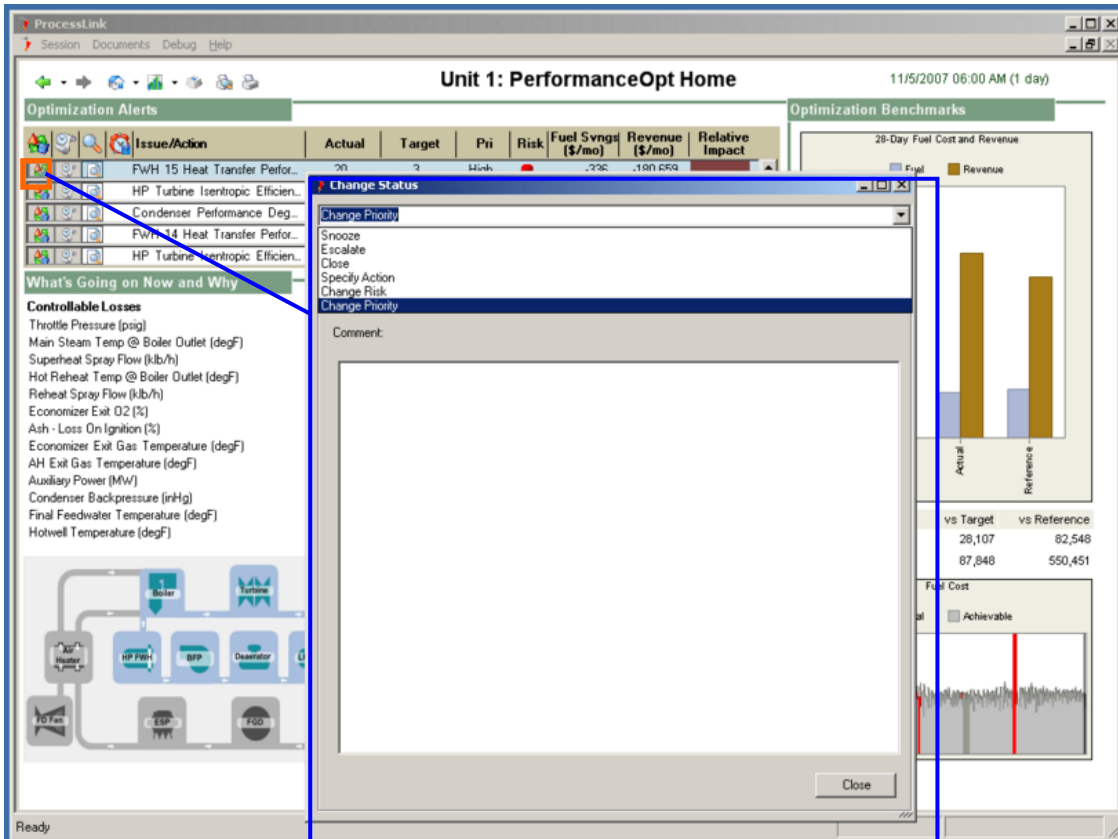 ProcessLink
Session Documents Debug Help
Unit 1: PerformanceOpt Home
11/5/2007 06:00 AM (1 day)
Optimization Alerts
Optimization Benchmarks
Issue/Action Actual Target Pri Risk Fuel Svngs ($/mo) Revenue ($/mo) Relative Impact
FWH 15 Heat Transfer Perfor... 20 3 High -336 -180,659
HP Turbine Isentropic Efficien...
Condenser Performance Deg...
FWH 14 Heat Transfer Perfor...
HP Turbine Isentropic Efficien...
28-Day Fuel Cost and Revenue
Fuel Revenue
Actual
Reference
Change Status
Change Priority
Snooze
Escalate
Close
Specify Action
Change Risk
Change Priority
Comment:
Close
What's Going on Now and Why
Controllable Losses
Throttle Pressure (psig)
Main Steam Temp @ Boiler Outlet (degF)
Superheat Spray Flow (klb/h)
Hot Reheat Temp @ Boiler Outlet (degF)
Reheat Spray Flow (klb/h)
Economizer Exit O2 (%)
Ash - Loss On Ignition (%)
Economizer Exit Gas Temperature (degF)
AH Exit Gas Temperature (degF)
Auxiliary Power (MW)
Condenser Backpressure (inHg)
Final Feedwater Temperature (degF)
Hotwell Temperature (degF)
vs Target vs Reference
28,107 82,548
87,848 550,451
Fuel Cost
Achievable
1
Boiler
Turbine
Air Heater
HP FWH
BFP
Deaerator
FD Fan
ESP
FGD
Ready